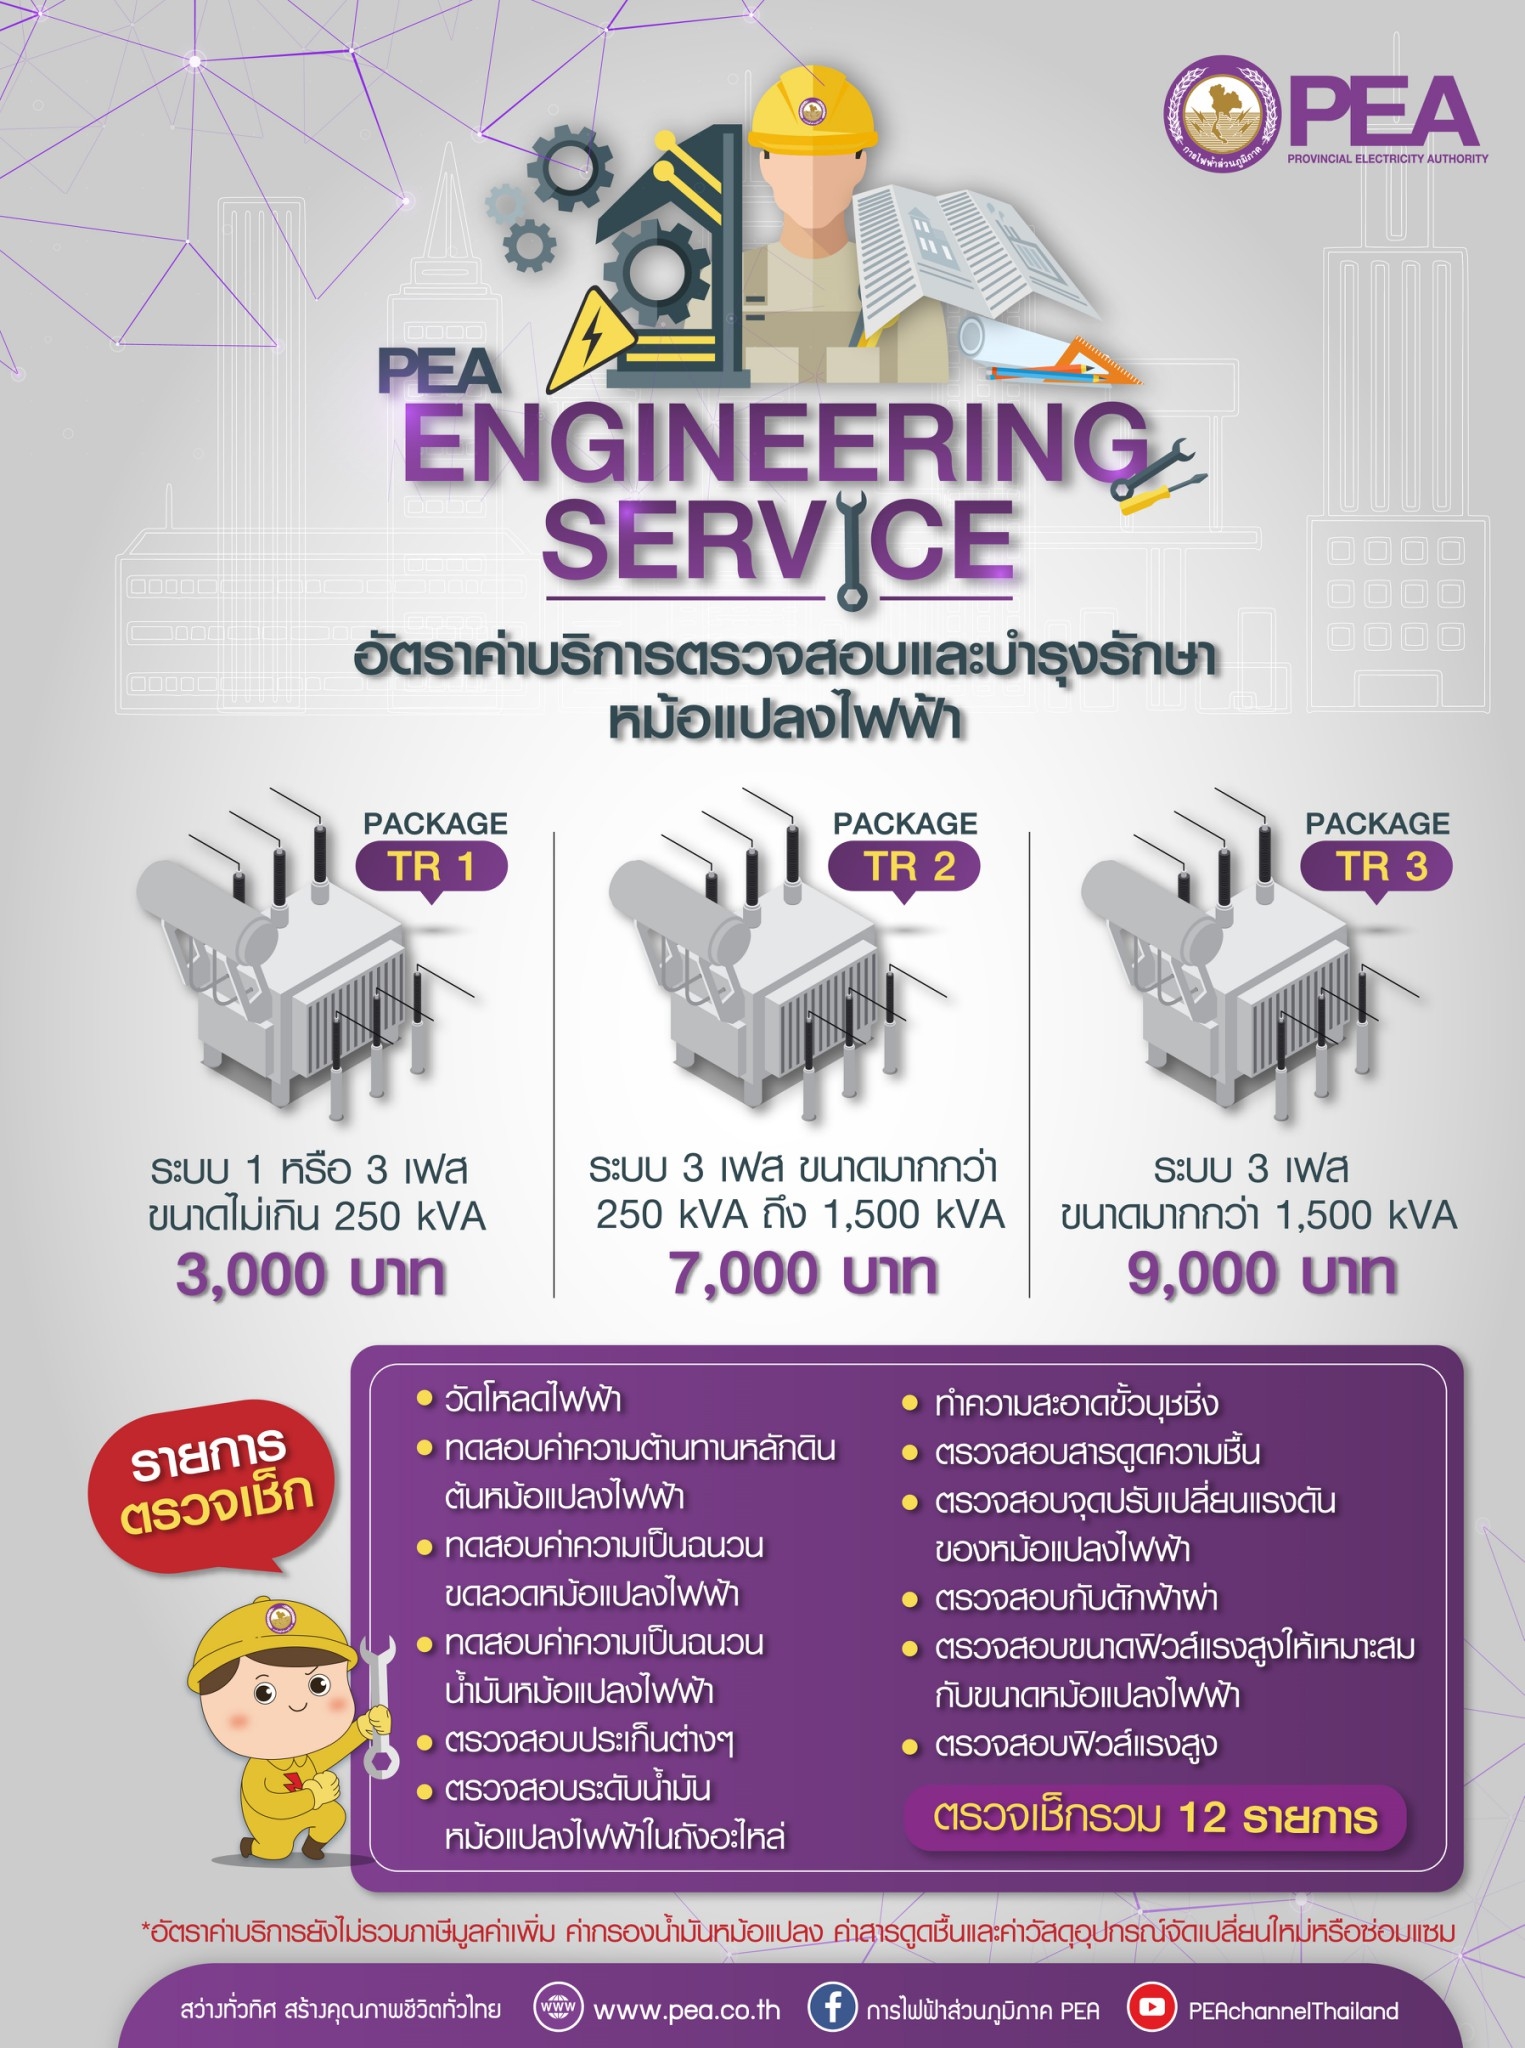 PEA
PROVINCIAL ELECTRICITY AUTHORITY
การไฟฟ้าส่วนภูมิภาค
PEA
ENGINEERING
SERVICE
อัตราค่าบริการตรวจสอบและบำรุงรักษา
หม้อแปลงไฟฟ้า
PACKAGE
TR 1
ระบบ 1 หรือ 3 เฟส
ขนาดไม่เกิน 250 kVA
3,000 บาท
PACKAGE
TR 2
ระบบ 3 เฟส ขนาดมากกว่า
250 kVA ถึง 1,500 kVA
7,000 บาท
PACKAGE
TR 3
ระบบ 3 เฟส
ขนาดมากกว่า 1,500 kVA
9,000 บาท
รายการ
ตรวจเช็ก
• วัดโหลดไฟฟ้า
• ทดสอบค่าความต้านทานหลักดิน
ต้นหม้อแปลงไฟฟ้า
• ทดสอบค่าความเป็นฉนวน
ขดลวดหม้อแปลงไฟฟ้า
• ทดสอบค่าความเป็นฉนวน
น้ำมันหม้อแปลงไฟฟ้า
• ตรวจสอบประเก็นต่างๆ
• ตรวจสอบระดับน้ำมัน
หม้อแปลงไฟฟ้าในถังอะไหล่
• ทำความสะอาดขั้วบุชชิ่ง
• ตรวจสอบสารดูดความชื้น
• ตรวจสอบจุดปรับเปลี่ยนแรงดัน
ของหม้อแปลงไฟฟ้า
• ตรวจสอบกับดักฟ้าผ่า
• ตรวจสอบขนาดฟิวส์แรงสูงให้เหมาะสม
กับขนาดหม้อแปลงไฟฟ้า
• ตรวจสอบฟิวส์แรงสูง
ตรวจเช็กรวม 12 รายการ
*อัตราค่าบริการยังไม่รวมภาษีมูลค่าเพิ่ม ค่ากรองน้ำมันหม้อแปลง ค่าสารดูดชื้นและค่าวัสดุอุปกรณ์จัดเปลี่ยนใหม่หรือซ่อมแซม
สว่างทั่วทิศ สร้างคุณภาพชีวิตทั่วไทย www www.pea.co.th f การไฟฟ้าส่วนภูมิภาค PEA PEAchannelThailand